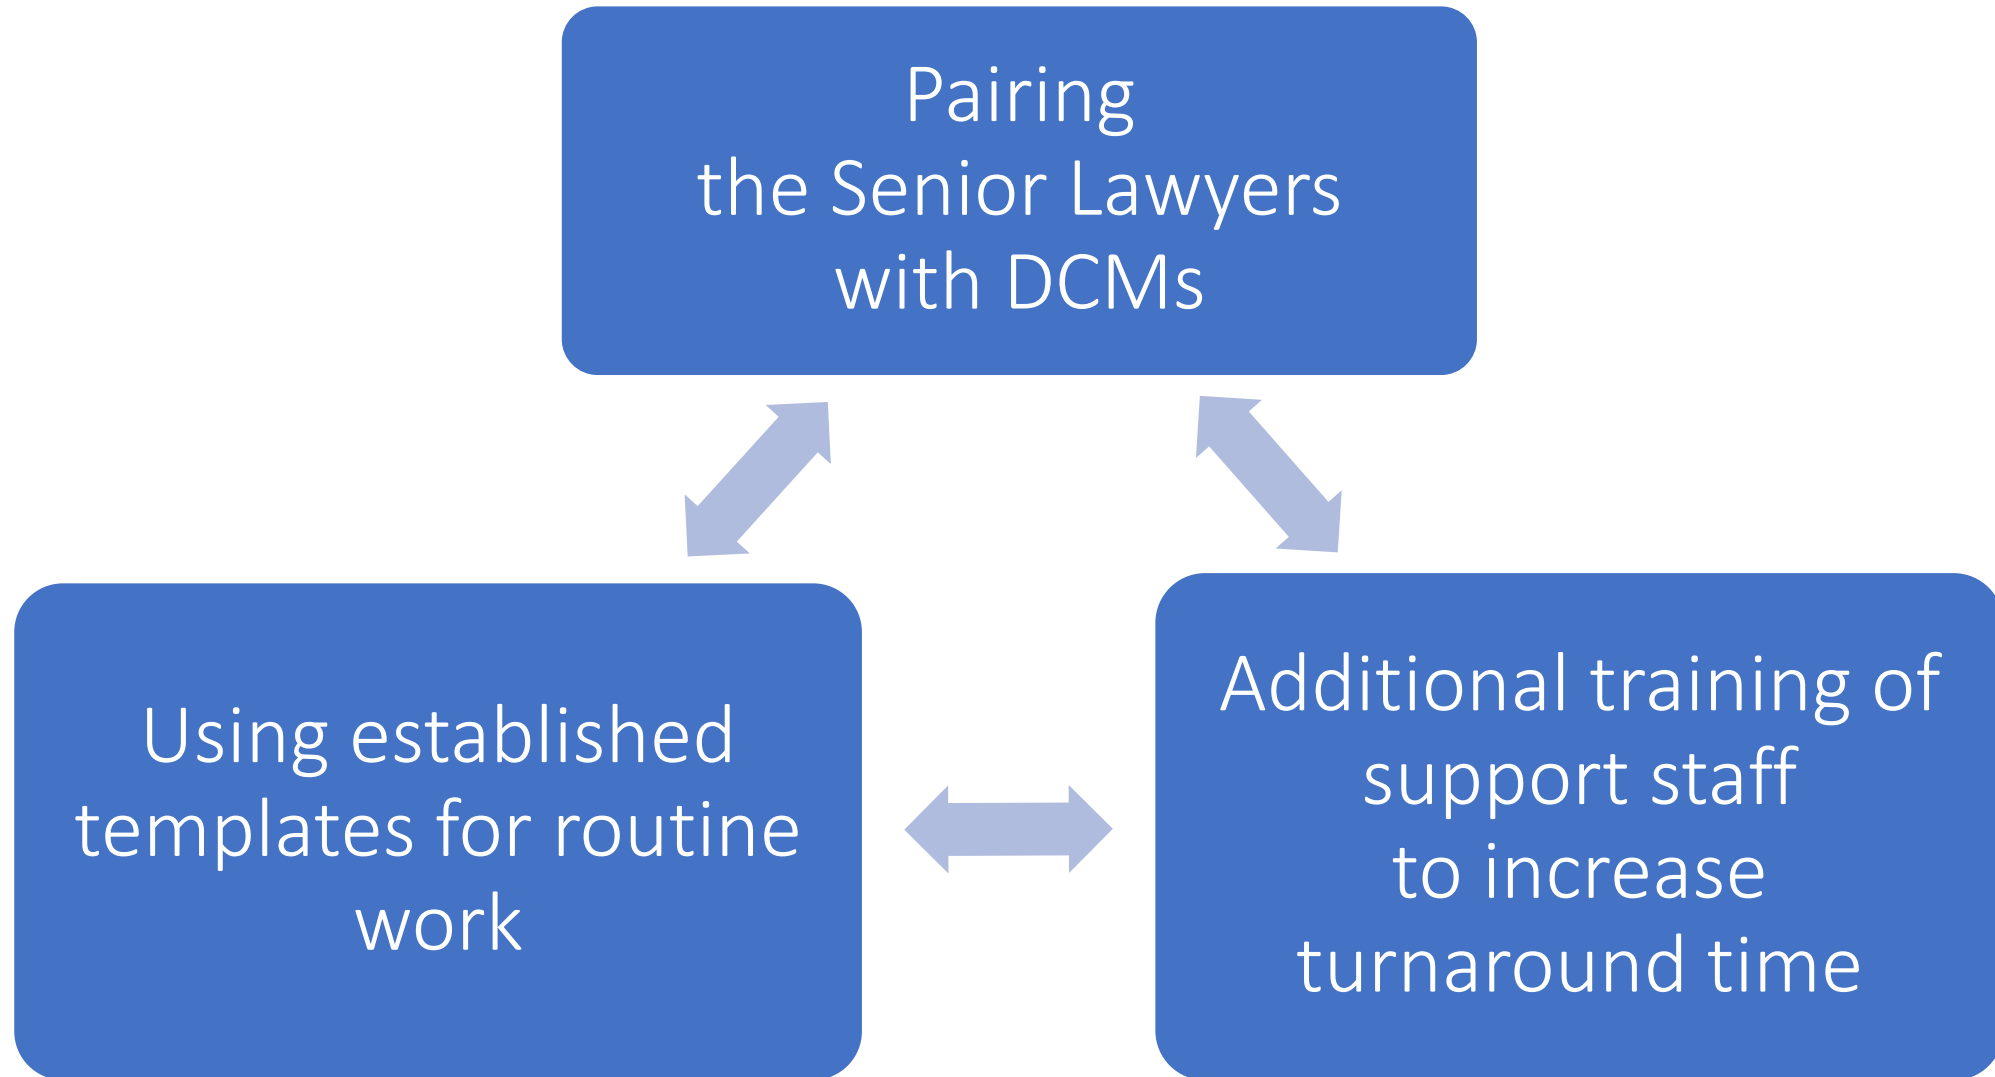 Pairing
the Senior Lawyers
with DCMs
Using established
templates for routine
work
Additional training of
support staff
to increase
turnaround time